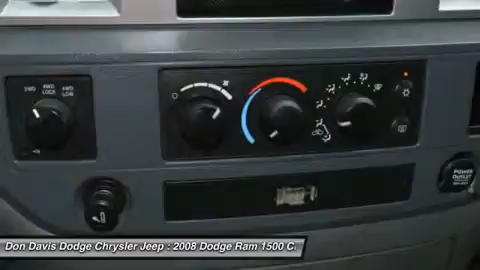 2WD
4WD
LOCK
4WD
LOW
POWER
OUTLET
Don Davis Dodge Chrysler Jeep : 2008 Dodge Ram 1500 C.